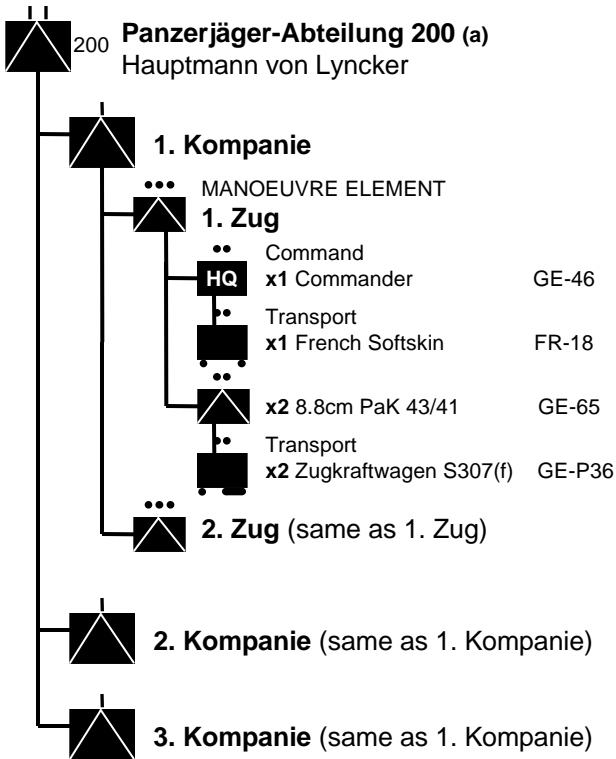 200 Panzerjäger-Abteilung 200 (a)
Hauptmann von Lyncker
1. Kompanie
MANOEUVRE ELEMENT
1. Zug
Command
HQ x1 Commander GE-46
Transport
x1 French Softskin FR-18
x2 8.8cm PaK 43/41 GE-65
Transport
x2 Zugkraftwagen S307(f) GE-P36
2. Zug (same as 1. Zug)
2. Kompanie (same as 1. Kompanie)
3. Kompanie (same as 1. Kompanie)